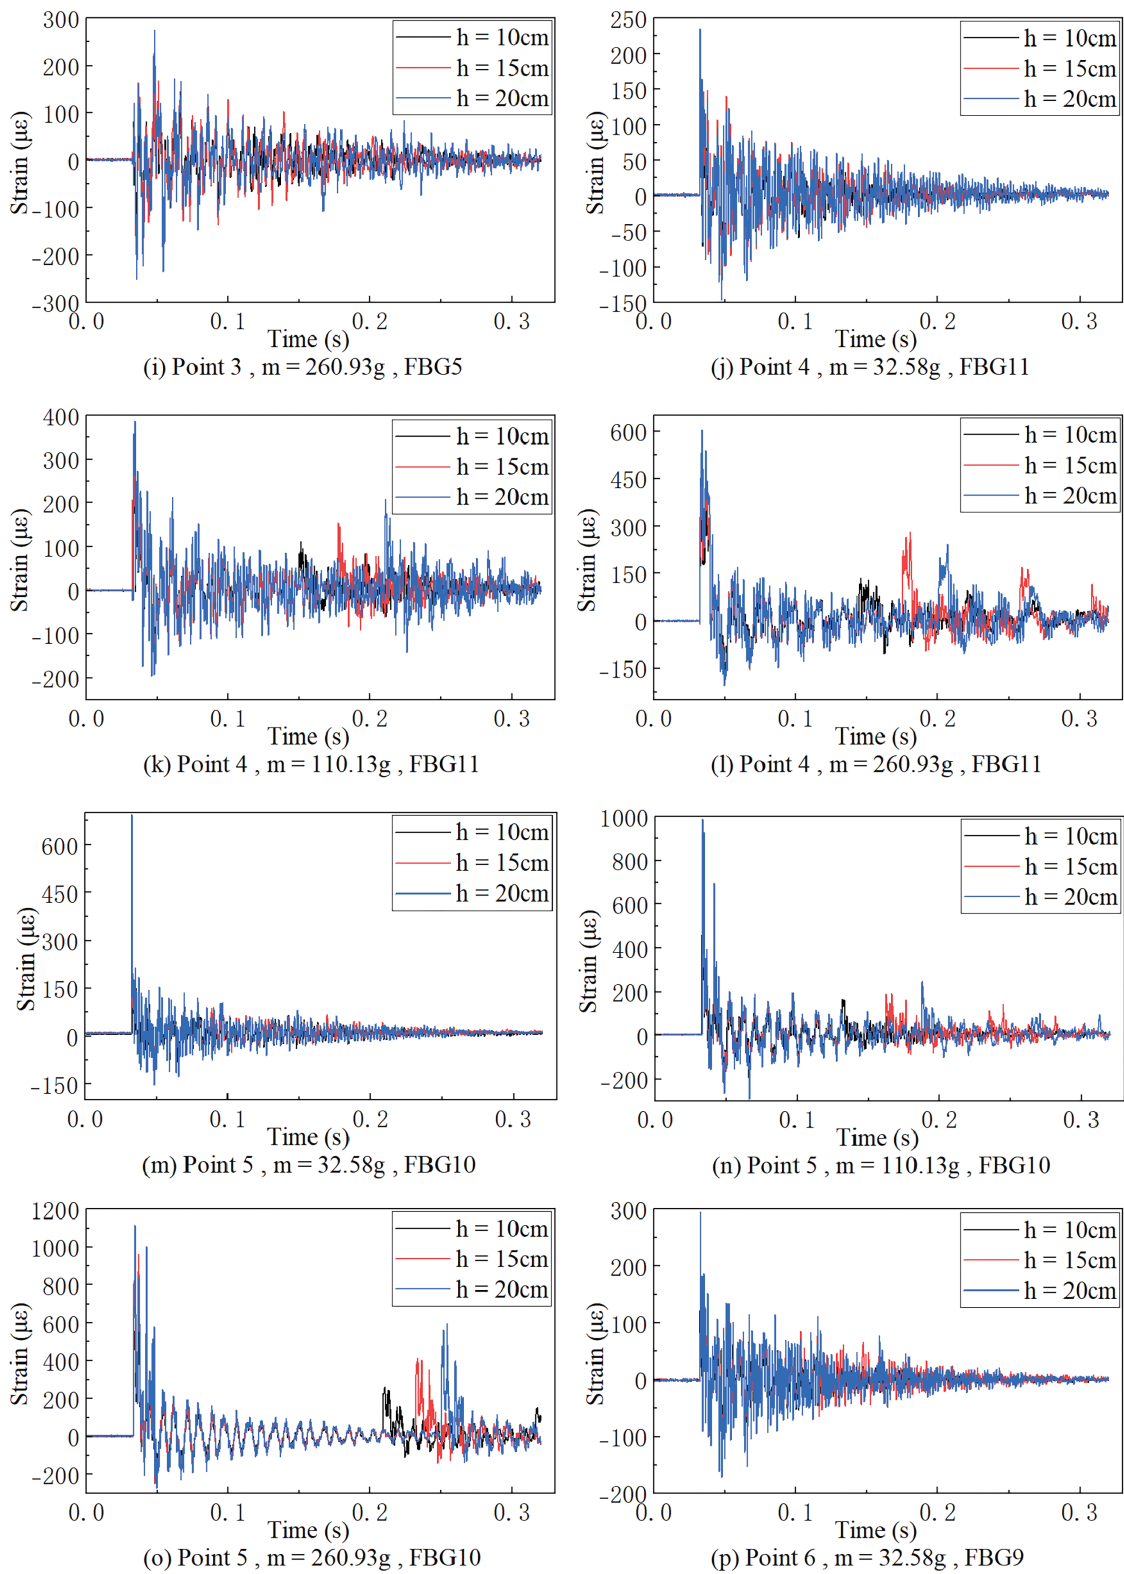 300
200
100
0
-100
-200
-300
Strain (με)
h = 10cm
h = 15cm
h = 20cm
0.0 0.1 0.2 0.3
Time (s)
(i) Point 3 , m = 260.93g , FBG5
250
200
150
100
50
0
-50
-100
-150
Strain (με)
h = 10cm
h = 15cm
h = 20cm
0.0 0.1 0.2 0.3
Time (s)
(j) Point 4 , m = 32.58g , FBG11
400
300
200
100
0
-100
-200
Strain (με)
h = 10cm
h = 15cm
h = 20cm
0.0 0.1 0.2 0.3
Time (s)
(k) Point 4 , m = 110.13g , FBG11
600
450
300
150
0
-150
Strain (με)
h = 10cm
h = 15cm
h = 20cm
0.0 0.1 0.2 0.3
Time (s)
(l) Point 4 , m = 260.93g , FBG11
600
450
300
150
0
-150
Strain (με)
h = 10cm
h = 15cm
h = 20cm
0.0 0.1 0.2 0.3
Time (s)
(m) Point 5 , m = 32.58g , FBG10
1000
800
600
400
200
0
-200
Strain (με)
h = 10cm
h = 15cm
h = 20cm
0.0 0.1 0.2 0.3
Time (s)
(n) Point 5 , m = 110.13g , FBG10
1200
1000
800
600
400
200
0
-200
Strain (με)
h = 10cm
h = 15cm
h = 20cm
0.0 0.1 0.2 0.3
Time (s)
(o) Point 5 , m = 260.93g , FBG10
300
200
100
0
-100
-200
Strain (με)
h = 10cm
h = 15cm
h = 20cm
0.0 0.1 0.2 0.3
Time (s)
(p) Point 6 , m = 32.58g , FBG9